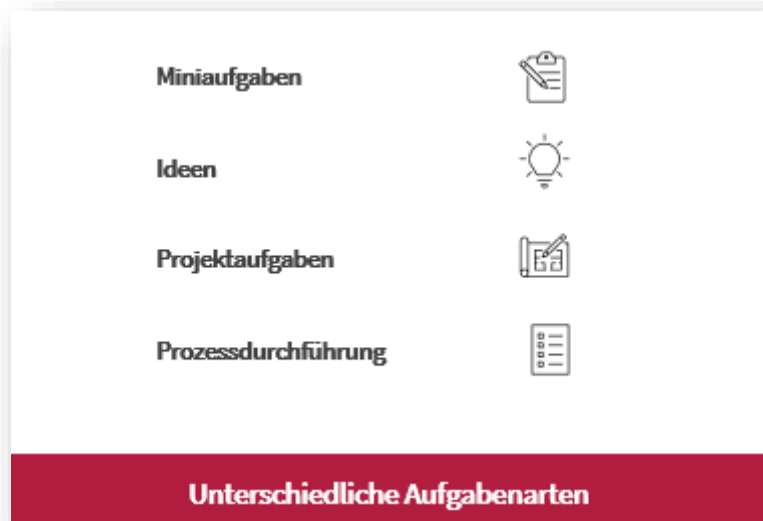 Miniaufgaben
Ideen
Projektaufgaben
Prozessdurchführung
Unterschiedliche Aufgabenarten